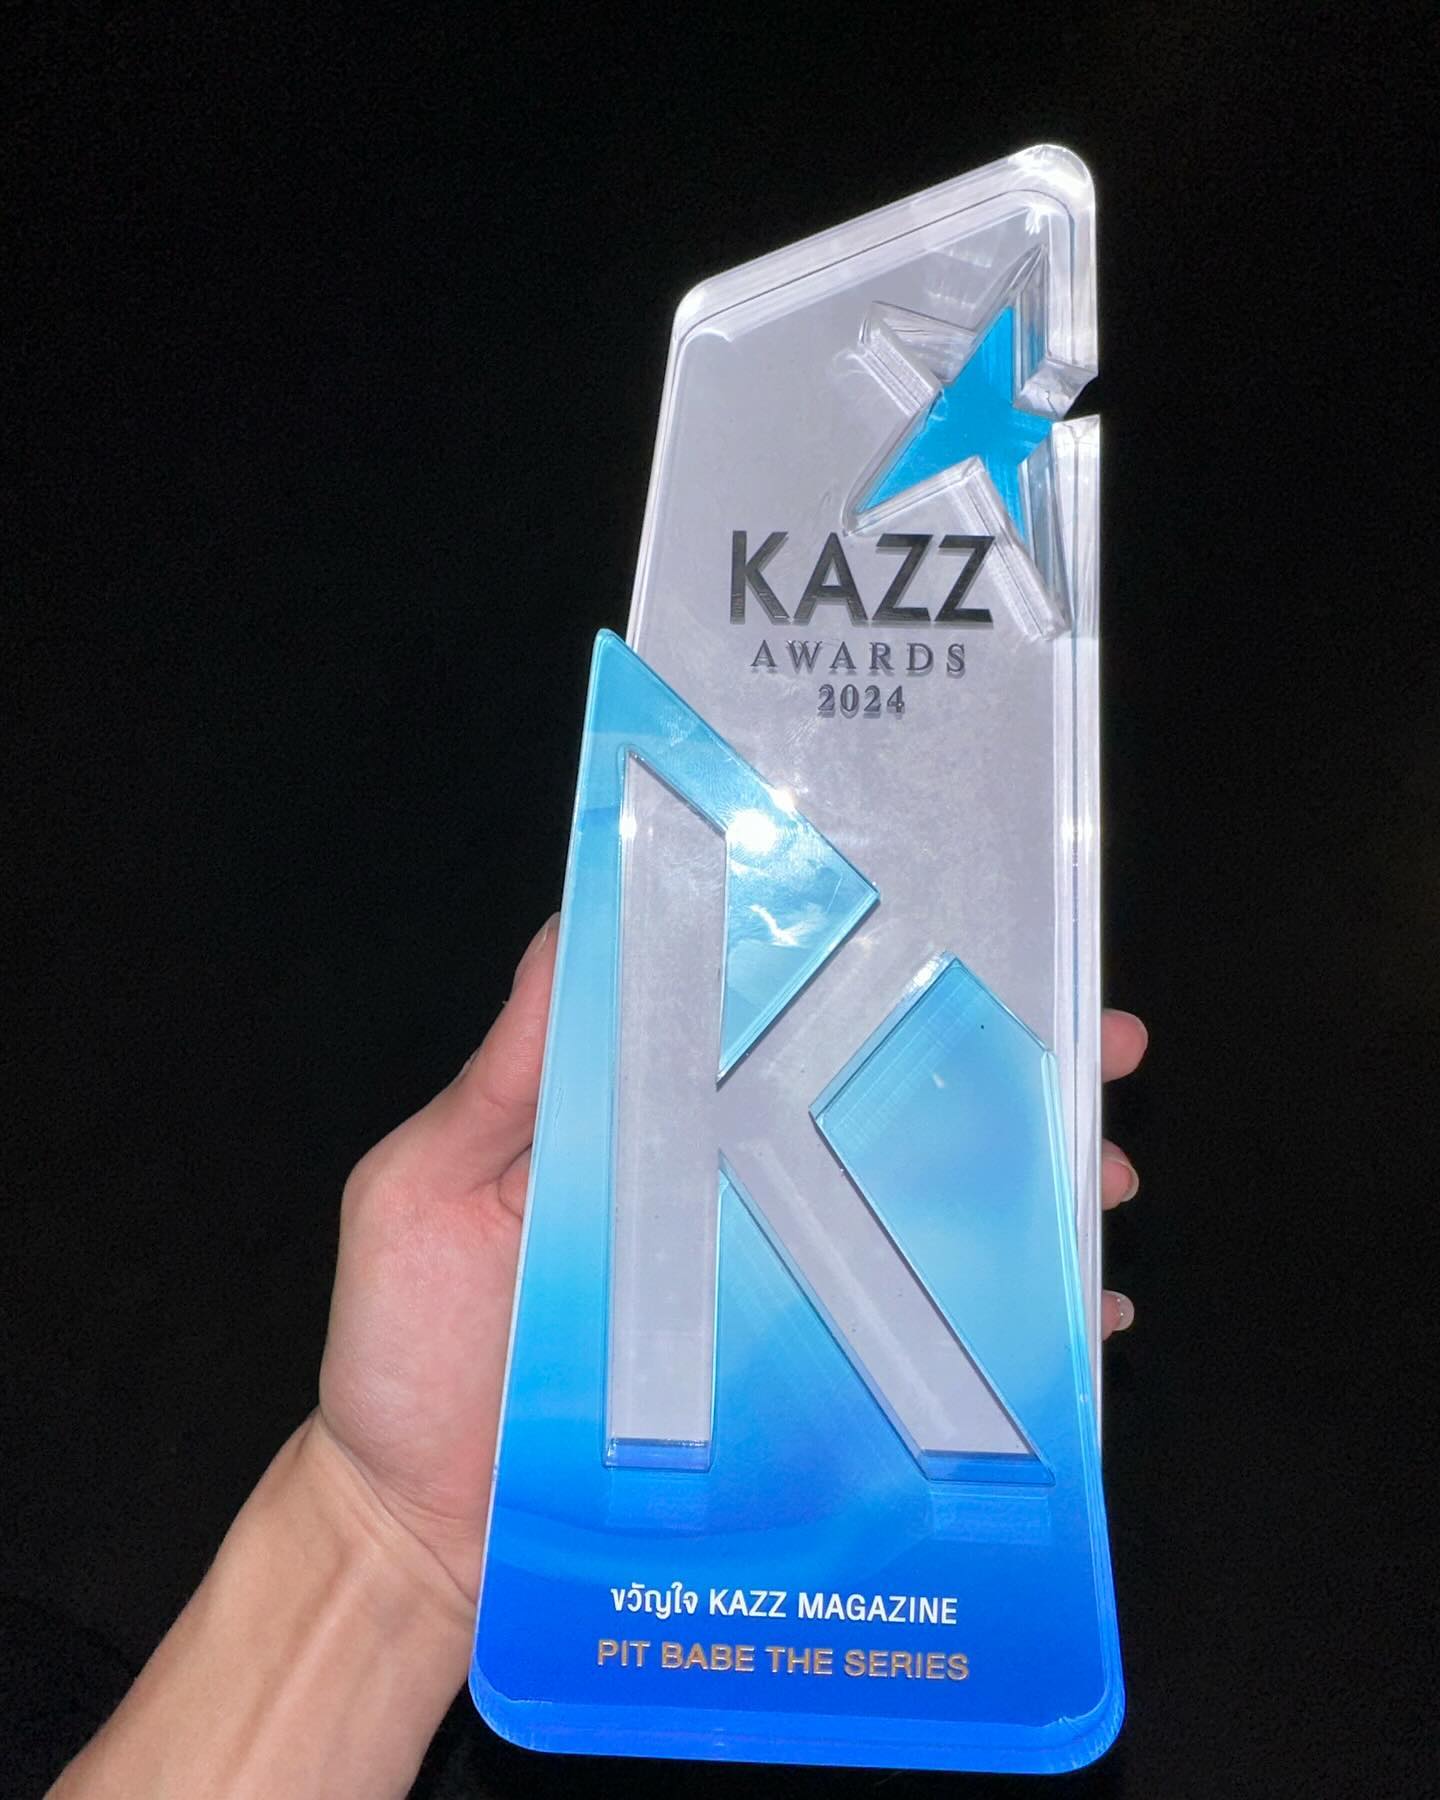 KAZZ
AWARDS
2024
K
ขวัญใจ KAZZ MAGAZINE
PIT BABE THE SERIES